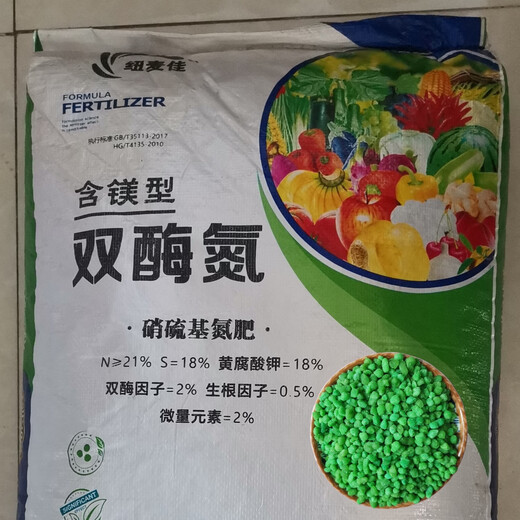 纽麦佳
FORMULA
FERTILIZER
执行标准 GB/T35113-2017
HG/T4135-2010
含镁型
双酶氮
·硝硫基氮肥·
N≥21% S=18% 黄腐酸钾=18%
双酶因子=2% 生根因子=0.5%
微量元素=2%
SIGNIFICANT